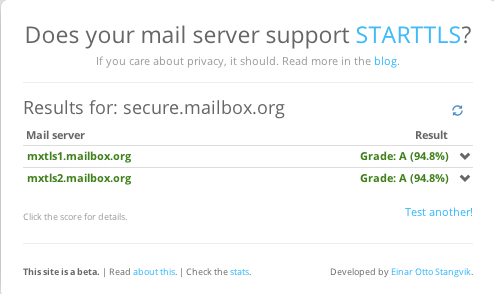 Does your mail server support STARTTLS?
If you care about privacy, it should. Read more in the blog.
Results for: secure.mailbox.org
Mail server Result
mxtls1.mailbox.org Grade: A (94.8%)
mxtls2.mailbox.org Grade: A (94.8%)
Click the score for details. Test another!
This site is a beta. | Read about this. | Check the stats. Developed by Einar Otto Stangvik.